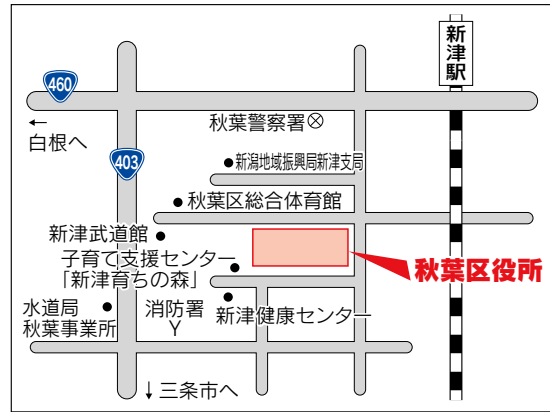 新津駅
460
←
白根へ
秋葉警察署
403
新潟地域振興局新津支局
秋葉区総合体育館
新津武道館
子育て支援センター
「新津育ちの森」
秋葉区役所
水道局
秋葉事業所
消防署
Y
新津健康センター
↓三条市へ